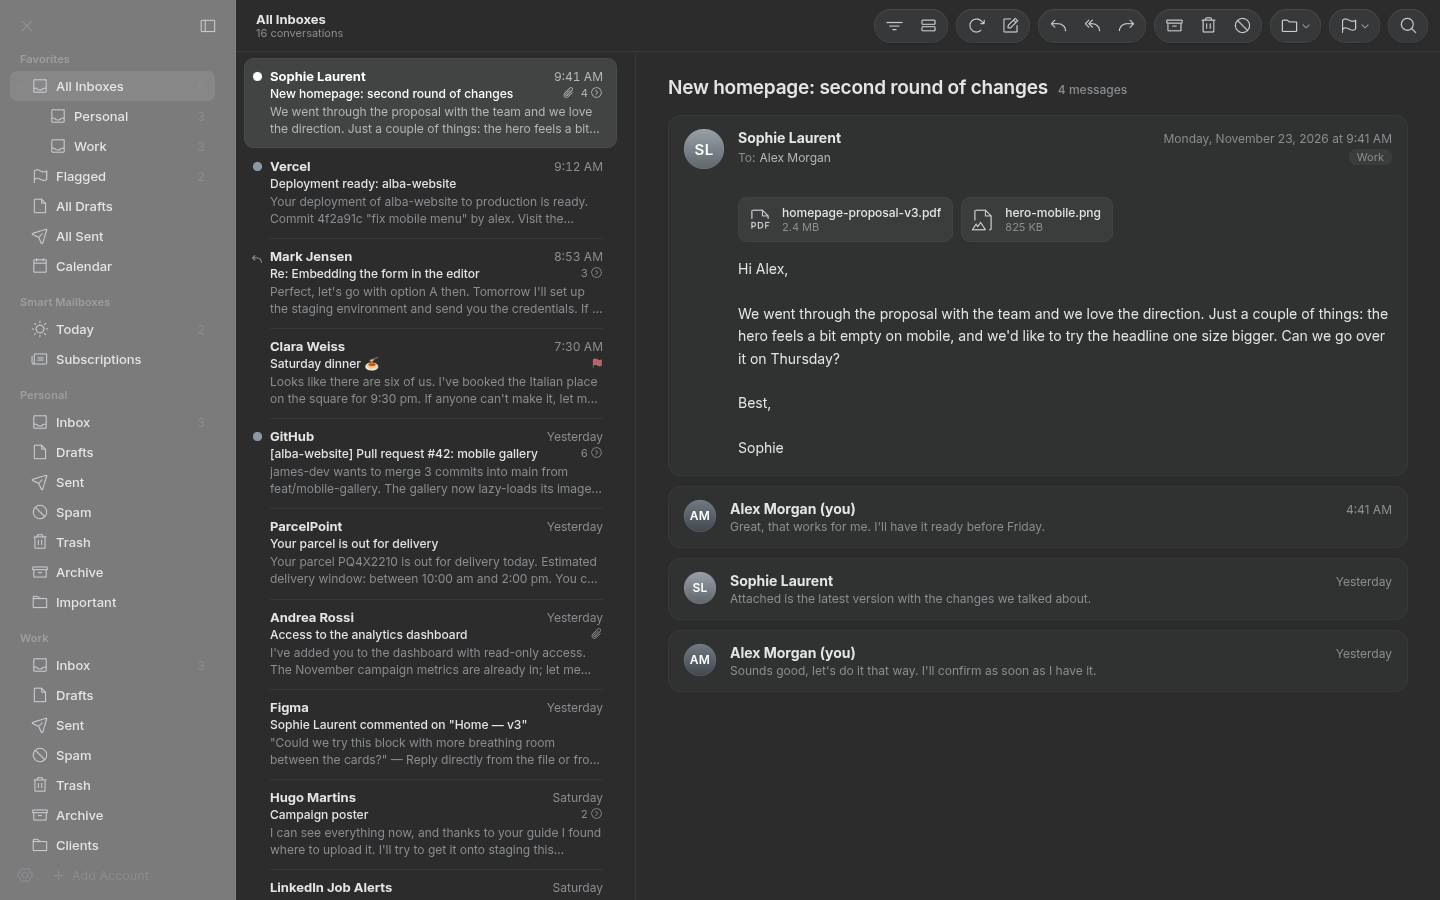 Favorites
All Inboxes
Personal 3
Work 3
Flagged 2
All Drafts
All Sent
Calendar
Smart Mailboxes
Today 2
Subscriptions
Personal
Inbox 3
Drafts
Sent
Spam
Trash
Archive
Important
Work
Inbox 3
Drafts
Sent
Spam
Trash
Archive
Clients
Add Account
All Inboxes
16 conversations
Sophie Laurent 9:41 AM
New homepage: second round of changes 4
We went through the proposal with the team and we love
the direction. Just a couple of things: the hero feels a bit...
Vercel 9:12 AM
Deployment ready: alba-website
Your deployment of alba-website to production is ready.
Commit 4f2a91c "fix mobile menu" by alex. Visit the...
Mark Jensen 8:53 AM
Re: Embedding the form in the editor 3
Perfect, let's go with option A then. Tomorrow I'll set up
the staging environment and send you the credentials. If ...
Clara Weiss 7:30 AM
Saturday dinner 🍝
Looks like there are six of us. I've booked the Italian place
on the square for 9:30 pm. If anyone can't make it, let m...
GitHub Yesterday
[alba-website] Pull request #42: mobile gallery 6
james-dev wants to merge 3 commits into main from
feat/mobile-gallery. The gallery now lazy-loads its image...
ParcelPoint Yesterday
Your parcel is out for delivery
Your parcel PQ4X2210 is out for delivery today. Estimated
delivery window: between 10:00 am and 2:00 pm. You c...
Andrea Rossi Yesterday
Access to the analytics dashboard
I've added you to the dashboard with read-only access.
The November campaign metrics are already in; let me...
Figma Yesterday
Sophie Laurent commented on "Home — v3"
"Could we try this block with more breathing room
between the cards?" — Reply directly from the file or fro...
Hugo Martins Saturday
Campaign poster 2
I can see everything now, and thanks to your guide I found
where to upload it. I'll try to get it onto staging this...
LinkedIn Job Alerts Saturday
New homepage: second round of changes 4 messages
SL
Sophie Laurent Monday, November 23, 2026 at 9:41 AM
To: Alex Morgan Work
PDF
homepage-proposal-v3.pdf
2.4 MB
hero-mobile.png
825 KB
Hi Alex,
We went through the proposal with the team and we love the direction. Just a couple of things: the
hero feels a bit empty on mobile, and we'd like to try the headline one size bigger. Can we go over
it on Thursday?
Best,
Sophie
AM
Alex Morgan (you) 4:41 AM
Great, that works for me. I'll have it ready before Friday.
SL
Sophie Laurent Yesterday
Attached is the latest version with the changes we talked about.
AM
Alex Morgan (you) Yesterday
Sounds good, let's do it that way. I'll confirm as soon as I have it.